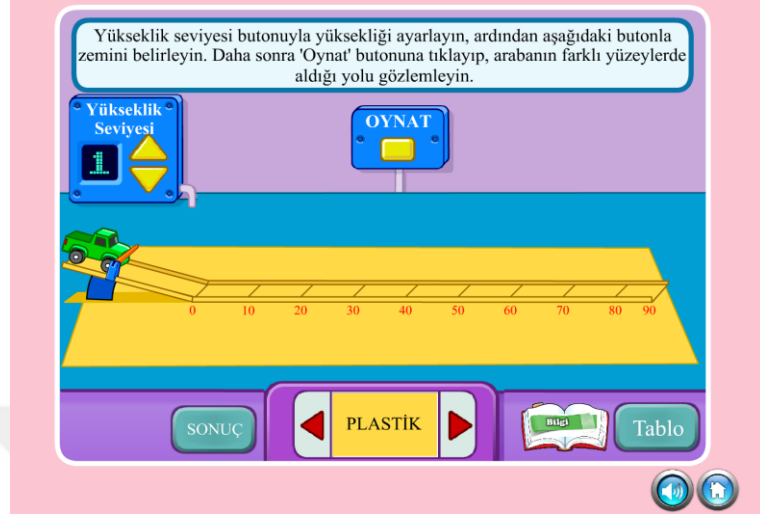 Yükseklik seviyesi butonuyla yüksekliği ayarlayın, ardından aşağıdaki butonla
zemini belirleyin. Daha sonra 'Oynat' butonuna tıklayıp, arabanın farklı yüzeylerde
aldığı yolu gözlemleyin.
Yükseklik
Seviyesi
1
OYNAT
0 10 20 30 40 50 60 70 80 90
SONUÇ
PLASTİK
Bilgi
Tablo